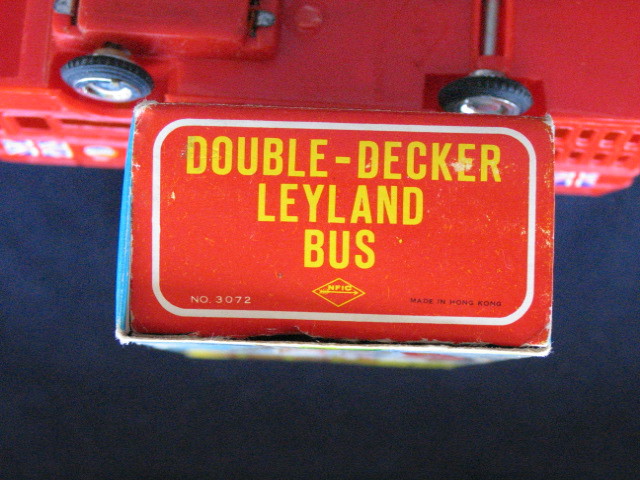 DOUBLE-DECKER
LEYLAND
BUS
NFIC
NO. 3072
MADE IN HONG KONG